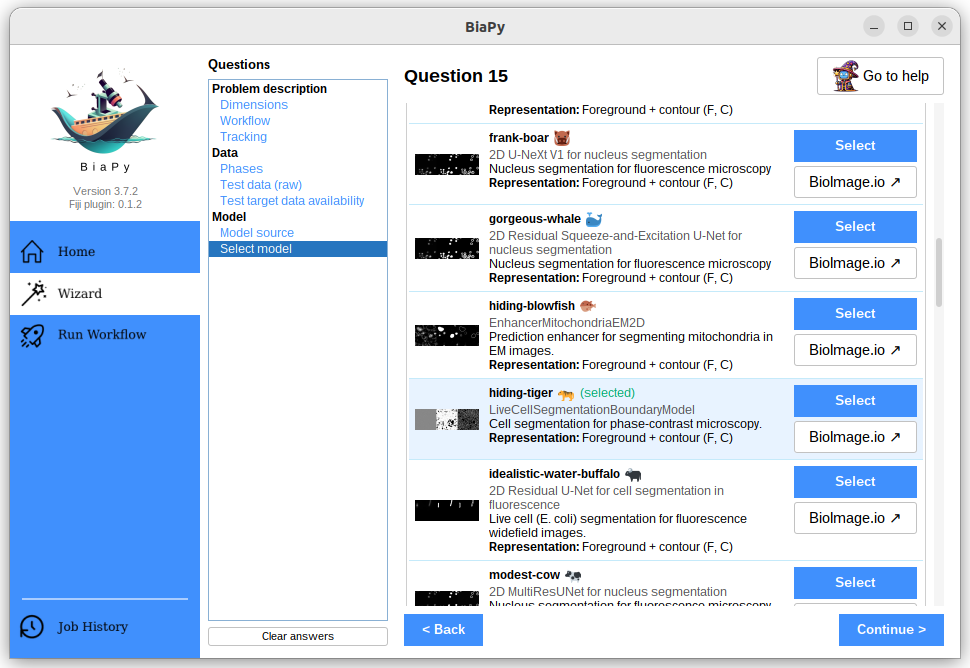 BiaPy
BiaPy
Version 3.7.2
Fiji plugin: 0.1.2
Home
Wizard
Run Workflow
Job History
Questions
Problem description
Dimensions
Workflow
Tracking
Data
Phases
Test data (raw)
Test target data availability
Model
Model source
Select model
Clear answers
Question 15
Go to help
Representation: Foreground + contour (F, C)
frank-boar
2D U-NeXt V1 for nucleus segmentation
Nucleus segmentation for fluorescence microscopy
Representation: Foreground + contour (F, C)
Select
BioImage.io ↗
gorgeous-whale
2D Residual Squeeze-and-Excitation U-Net for
nucleus segmentation
Nucleus segmentation for fluorescence microscopy
Representation: Foreground + contour (F, C)
Select
BioImage.io ↗
hiding-blowfish
EnhancerMitochondriaEM2D
Prediction enhancer for segmenting mitochondria in
EM images.
Representation: Foreground + contour (F, C)
Select
BioImage.io ↗
hiding-tiger (selected)
LiveCellSegmentationBoundaryModel
Cell segmentation for phase-contrast microscopy.
Representation: Foreground + contour (F, C)
Select
BioImage.io ↗
idealistic-water-buffalo
2D Residual U-Net for cell segmentation in
fluorescence
Live cell (E. coli) segmentation for fluorescence
widefield images.
Representation: Foreground + contour (F, C)
Select
BioImage.io ↗
modest-cow
2D MultiResUNet for nucleus segmentation
Nucleus segmentation for fluorescence microscopy
Select
< Back
Continue >